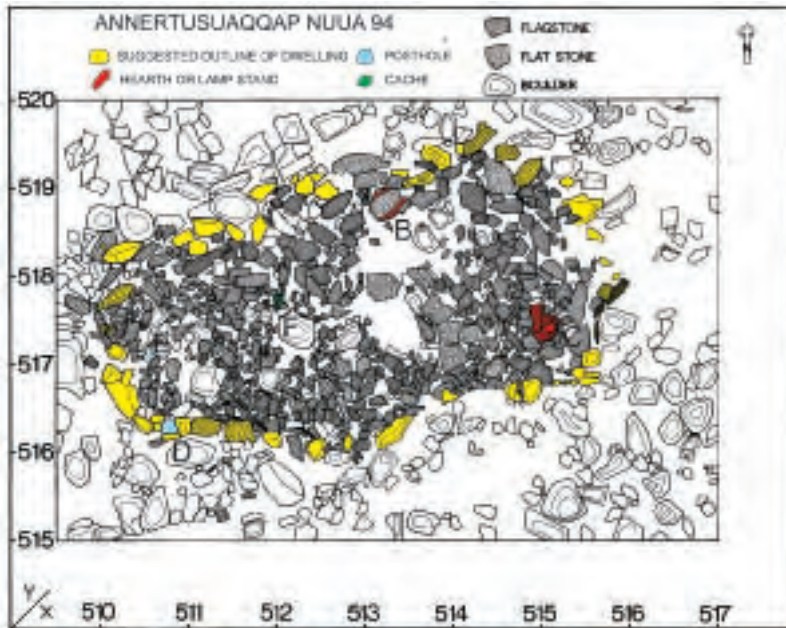 ANNERTUSUAQQAP NUUA 94
SUGGESTED OUTLINE OF DWELLING
POSTHOLE
FLAGSTONE
HEARTH OR LAMP STAND
CACHE
FLAT STONE
BOULDER
N
520
519
518
517
516
515
B
F
E
D
Y/X
510 511 512 513 514 515 516 517